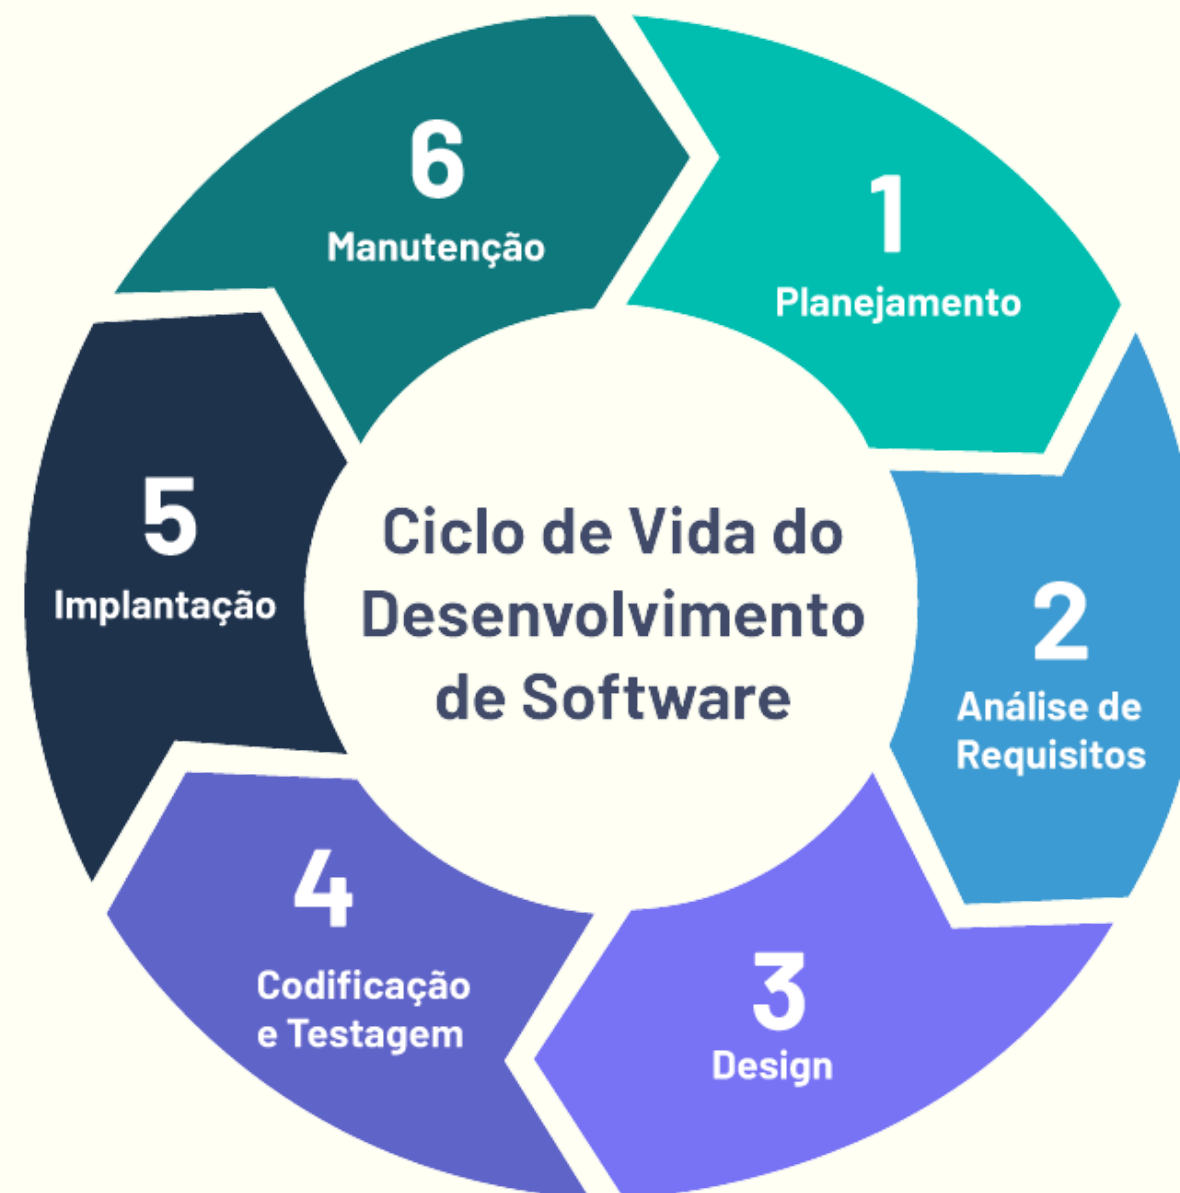 Ciclo de Vida do
Desenvolvimento
de Software
1
Planejamento
2
Análise de
Requisitos
3
Design
4
Codificação
e Testagem
5
Implantação
6
Manutenção